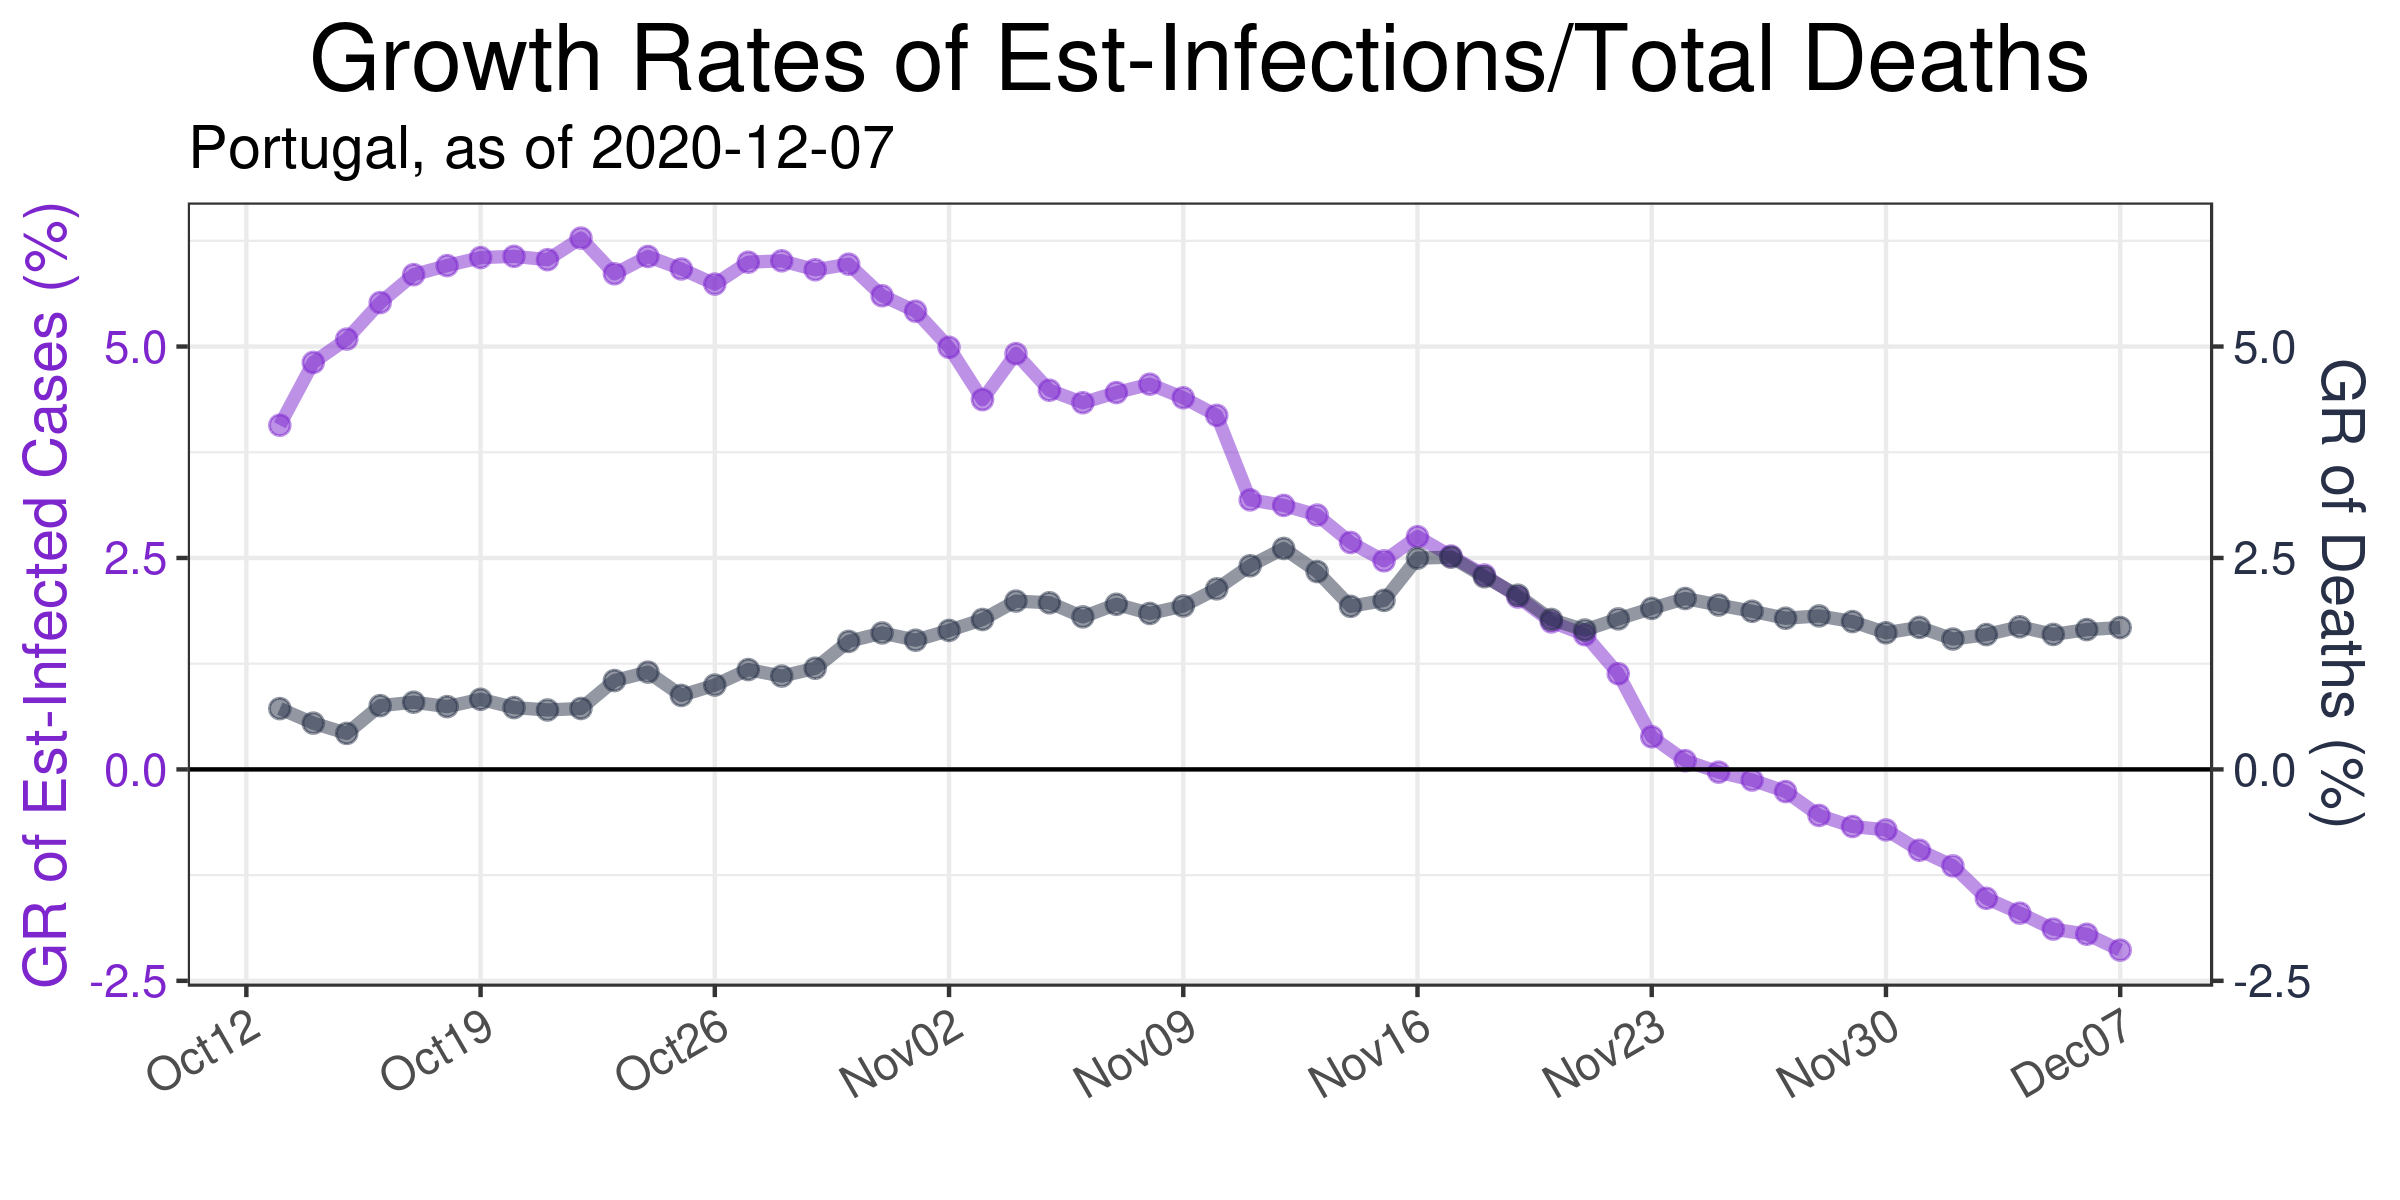 Growth Rates of Est-Infections/Total Deaths
Portugal, as of 2020-12-07
GR of Est-Infected Cases (%)
5.0
2.5
0.0
-2.5
5.0
2.5
0.0
-2.5
GR of Deaths (%)
Oct12
Oct19
Oct26
Nov02
Nov09
Nov16
Nov23
Nov30
Dec07